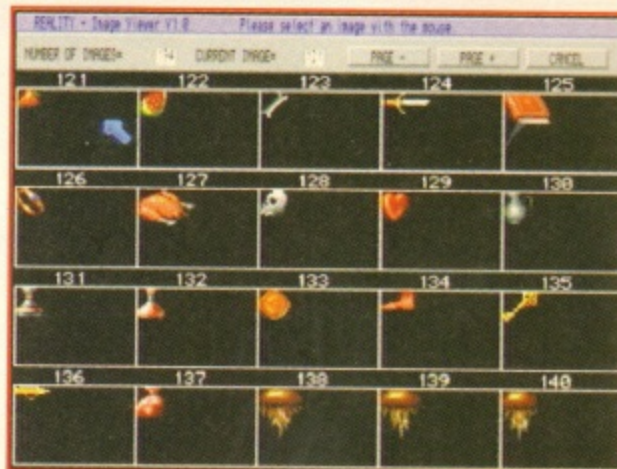 REALITY - Image Viewer V1.0 Please select an image with the mouse.
NUMBER OF IMAGES= CURRENT IMAGE= PAGE - PAGE + CANCEL
121 122 123 124 125
126 127 128 129 130
131 132 133 134 135
136 137 138 139 140